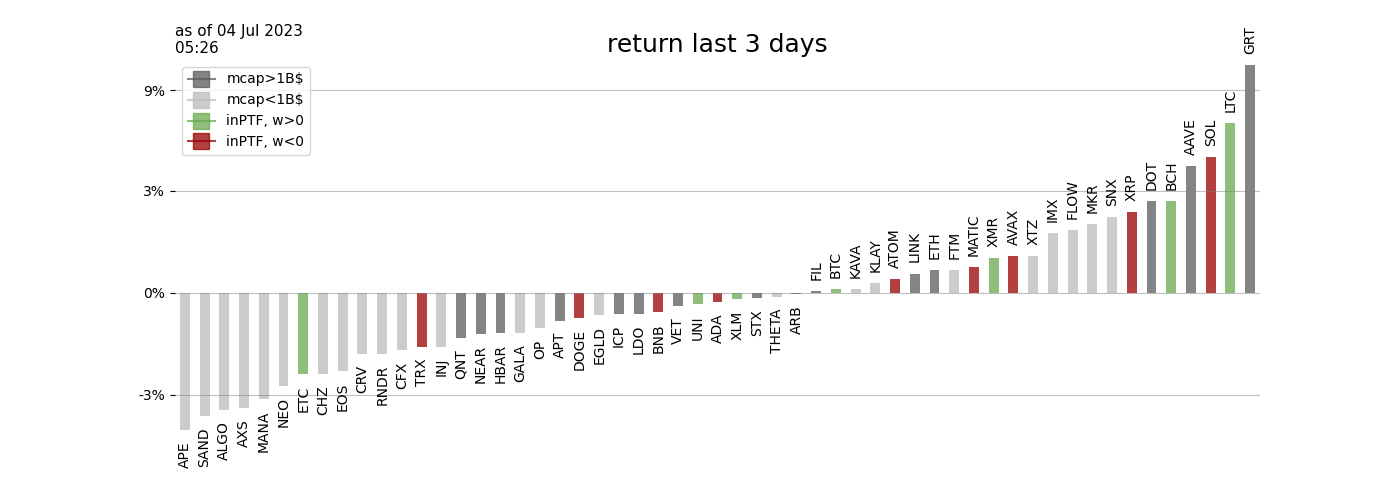 as of 04 Jul 2023
05:26
return last 3 days
mcap>1B$
mcap<1B$
inPTF, w>0
inPTF, w<0
9%
3%
0%
-3%
APE
SAND
ALGO
AXS
MANA
NEO
ETC
CHZ
EOS
CRV
RNDR
CFX
TRX
INJ
QNT
NEAR
HBAR
GALA
OP
APT
DOGE
EGLD
ICP
LDO
BNB
VET
UNI
ADA
XLM
STX
THETA
ARB
FIL
BTC
KAVA
KLAY
ATOM
LINK
ETH
FTM
MATIC
XMR
AVAX
XTZ
IMX
FLOW
MKR
SNX
XRP
DOT
BCH
AAVE
SOL
LTC
GRT